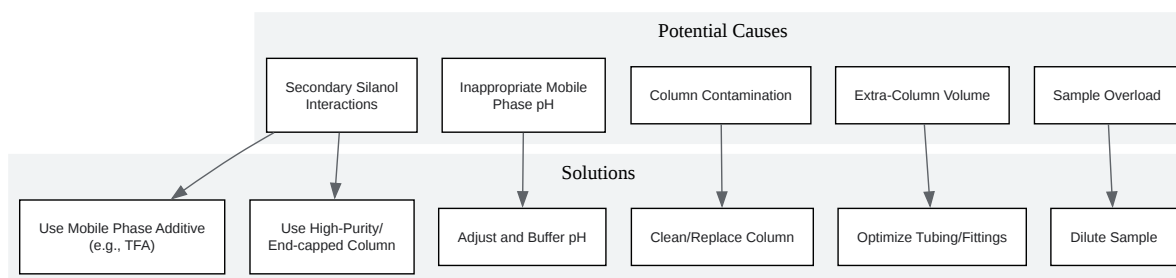 Potential Causes
Secondary Silanol
Interactions
Inappropriate Mobile
Phase pH
Column Contamination
Extra-Column Volume
Sample Overload
Solutions
Use Mobile Phase Additive
(e.g., TFA)
Use High-Purity/
End-capped Column
Adjust and Buffer pH
Clean/Replace Column
Optimize Tubing/Fittings
Dilute Sample